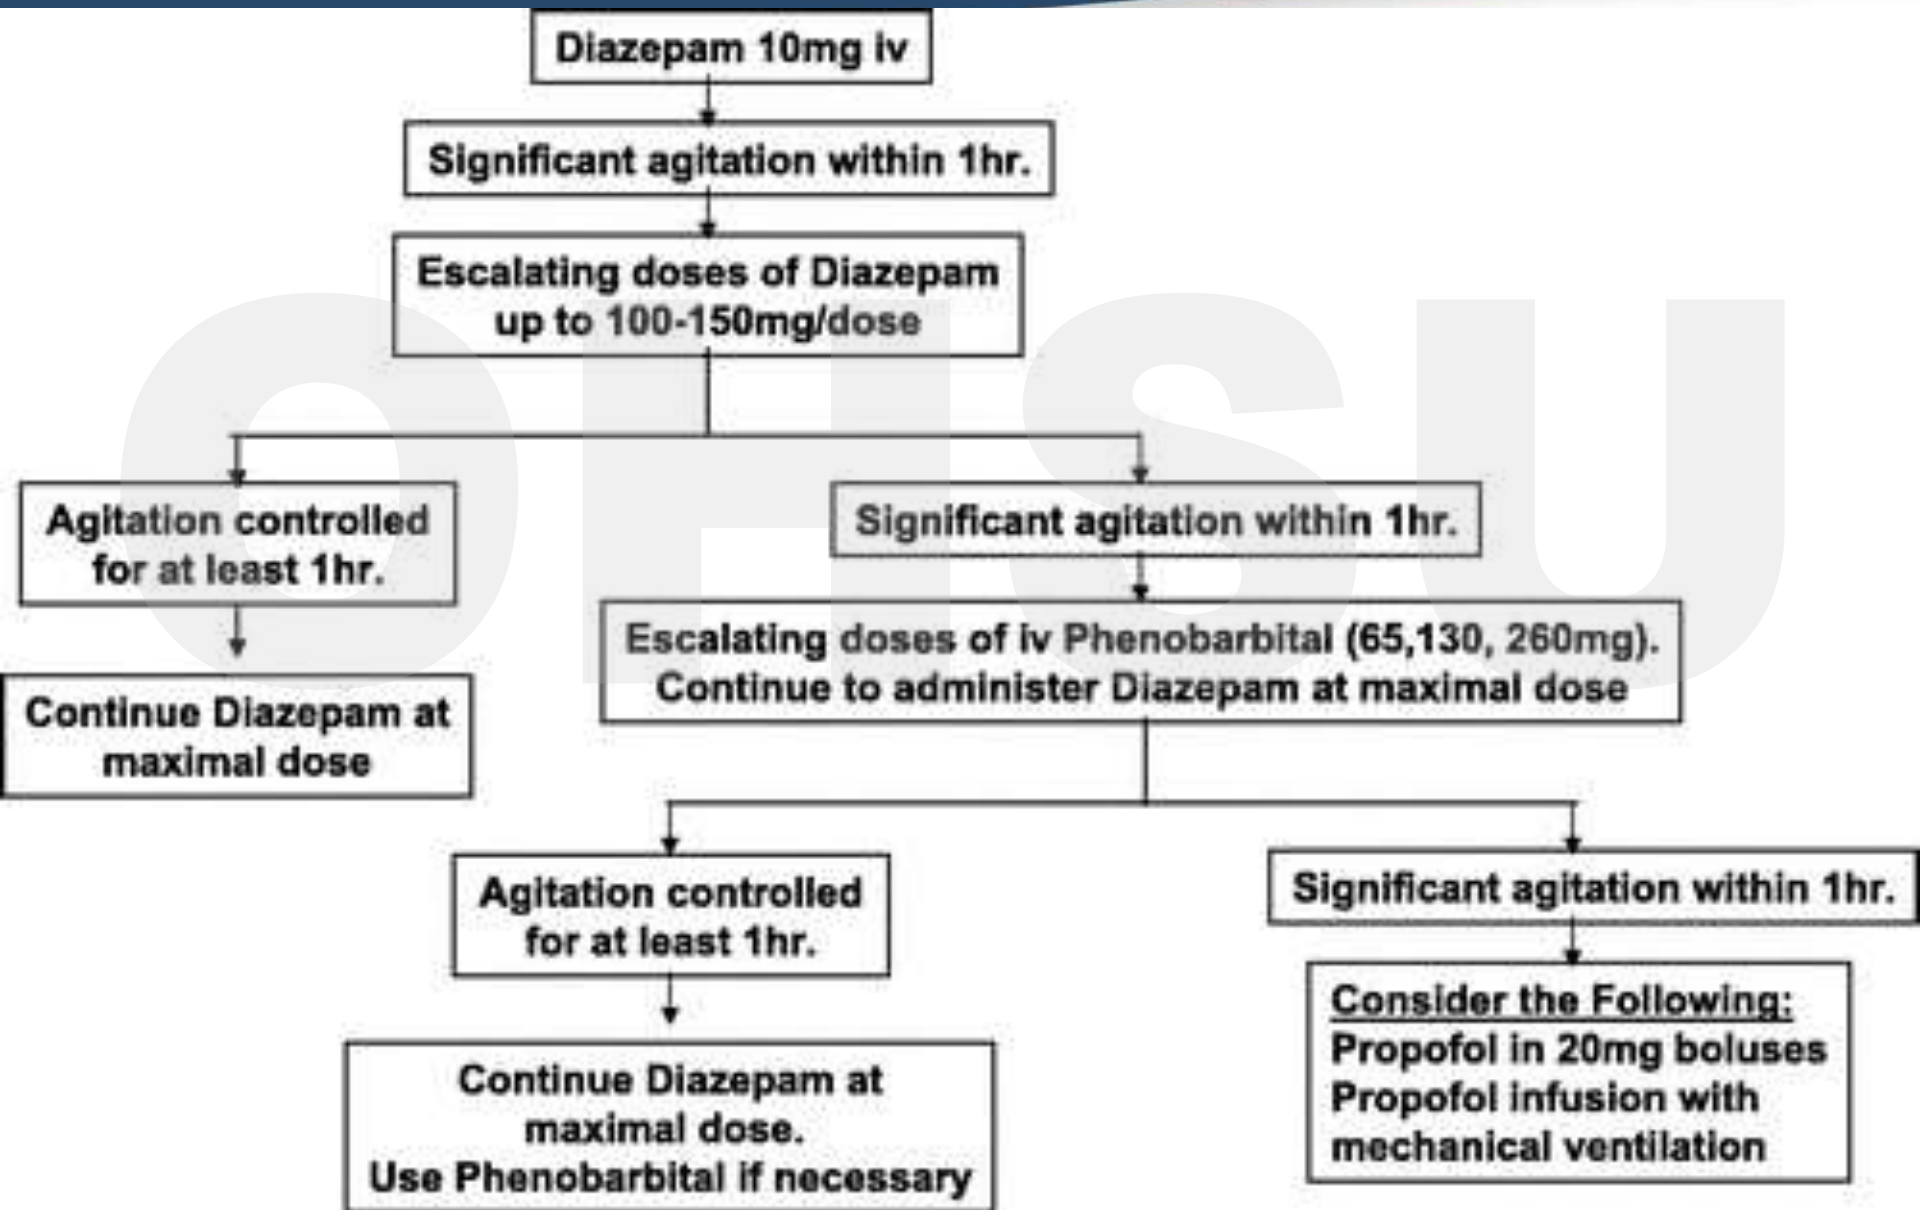 Diazepam 10mg iv
Significant agitation within 1hr.
Escalating doses of Diazepam
up to 100-150mg/dose
Agitation controlled
for at least 1hr.
Continue Diazepam at
maximal dose
Significant agitation within 1hr.
Escalating doses of iv Phenobarbital (65,130, 260mg).
Continue to administer Diazepam at maximal dose
Agitation controlled
for at least 1hr.
Continue Diazepam at
maximal dose.
Use Phenobarbital if necessary
Significant agitation within 1hr.
Consider the Following:
Propofol in 20mg boluses
Propofol infusion with
mechanical ventilation
OHSU